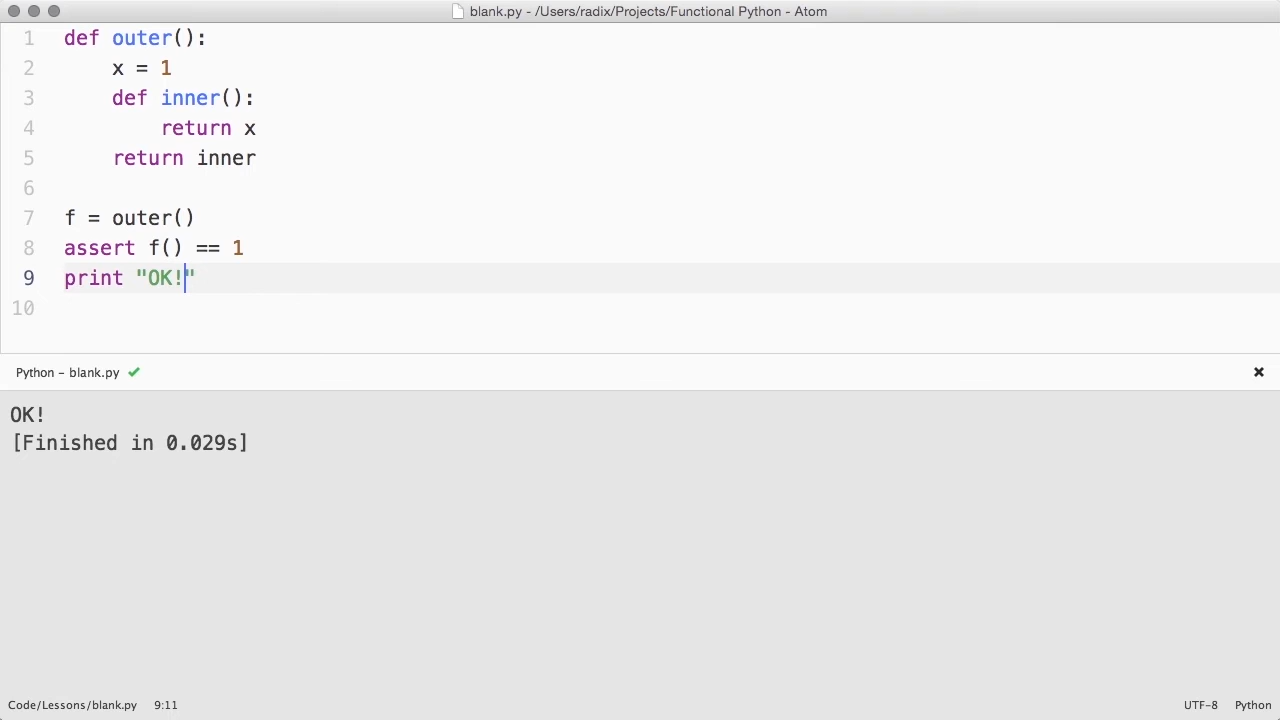 blank.py - /Users/radix/Projects/Functional Python - Atom
1 def outer():
2     x = 1
3     def inner():
4         return x
5     return inner
6
7 f = outer()
8 assert f() == 1
9 print "OK!"
10
Python - blank.py
OK!
[Finished in 0.029s]
Code/Lessons/blank.py 9:11 UTF-8 Python